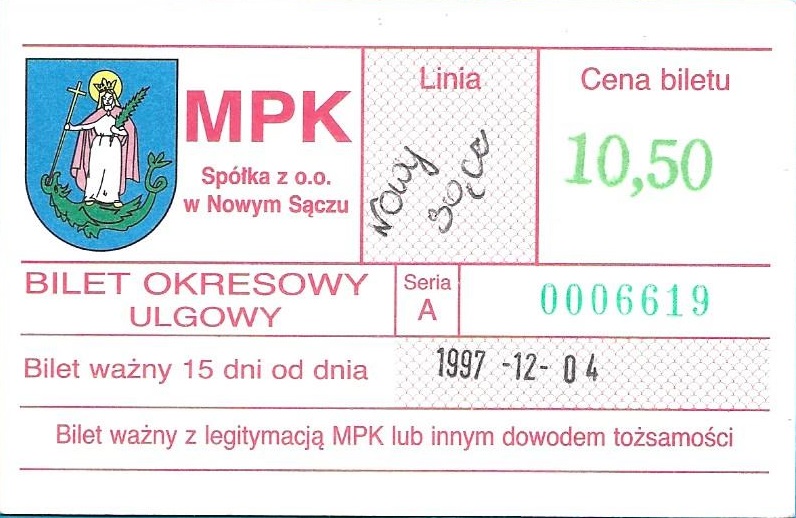 MPK
Spółka z o.o.
w Nowym Sączu
Linia
Nowy
Sącz
Cena biletu
10,50
BILET OKRESOWY
ULGOWY
Seria
A
0006619
Bilet ważny 15 dni od dnia
1997 -12- 04
Bilet ważny z legitymacją MPK lub innym dowodem tożsamości